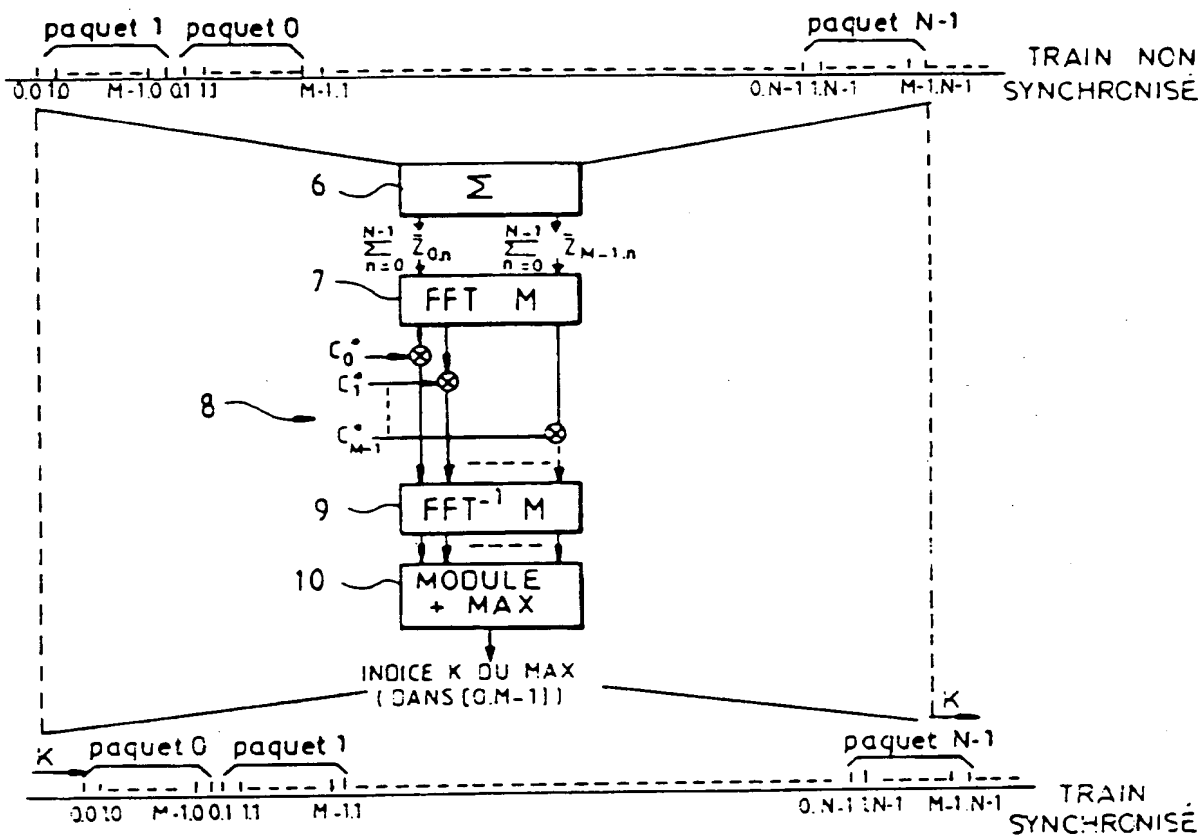 paquet 1 paquet 0 paquet N-1
TRAIN NON
SYNCHRONISÉ
0.0 1.0 M-1.0 0.1 1.1 M-1.1 0.N-1 1.N-1 M-1.N-1
6 Σ
N-1 N-1
Σ Z̄0,n Σ Z̄M-1,n
n=0 n=0
7 FFT M
C0*
C1*
8
CM-1*
9 FFT-1 M
10 MODULE
+ MAX
INDICE K DU MAX
(DANS [0,M-1])
K
paquet 0 paquet 1 paquet N-1
K
0.0 1.0 M-1.0 0.1 1.1 M-1.1 0.N-1 1.N-1 M-1.N-1
TRAIN
SYNCHRONISÉ